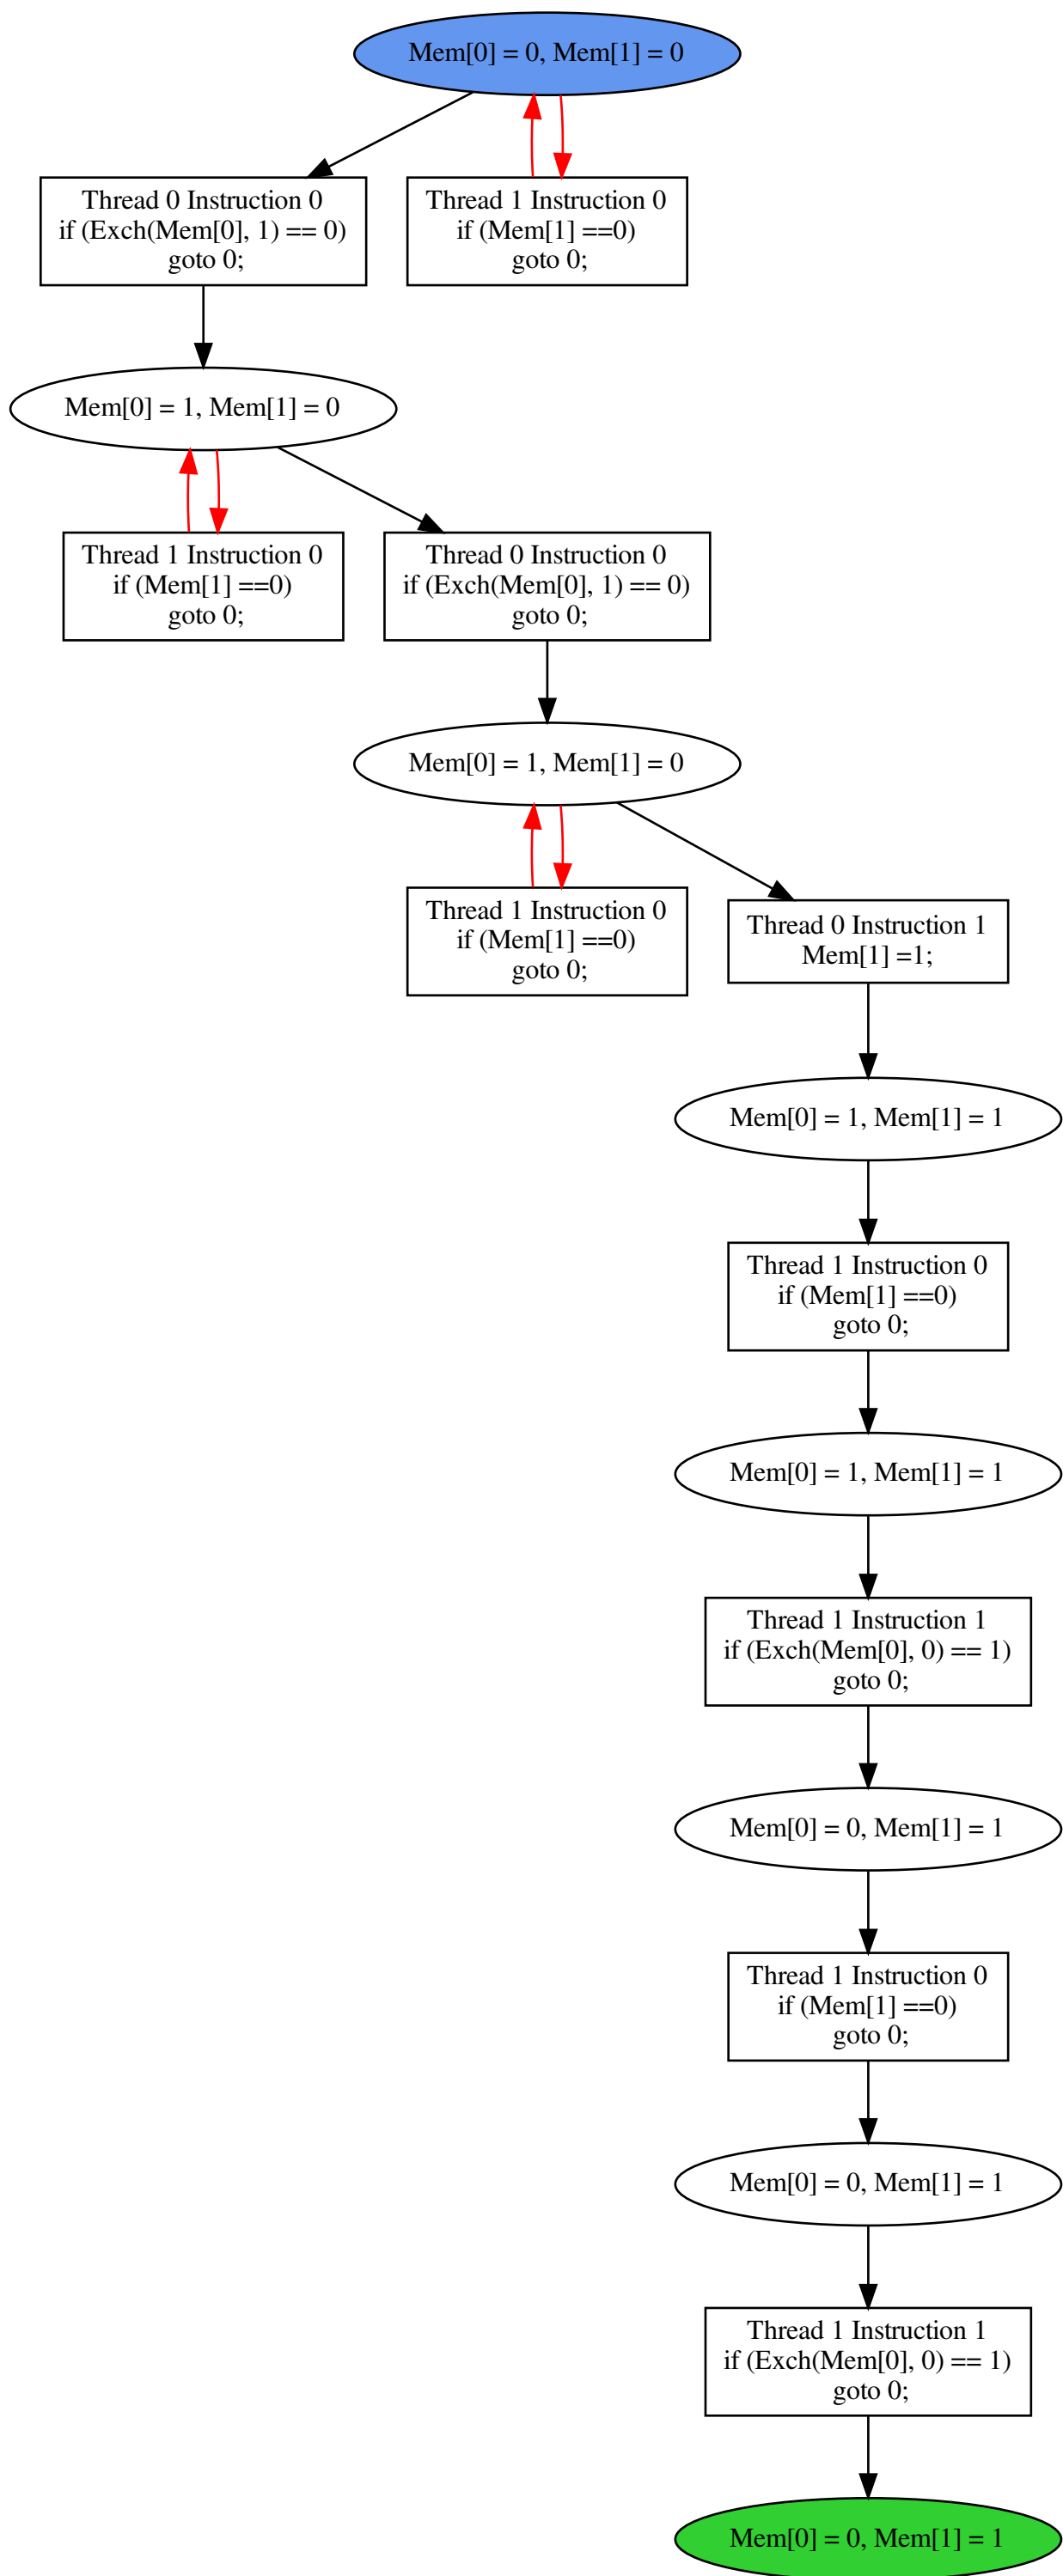 Mem[0] = 0, Mem[1] = 0
Thread 0 Instruction 0
if (Exch(Mem[0], 1) == 0)
goto 0;
Thread 1 Instruction 0
if (Mem[1] ==0)
goto 0;
Mem[0] = 1, Mem[1] = 0
Thread 1 Instruction 0
if (Mem[1] ==0)
goto 0;
Thread 0 Instruction 0
if (Exch(Mem[0], 1) == 0)
goto 0;
Mem[0] = 1, Mem[1] = 0
Thread 1 Instruction 0
if (Mem[1] ==0)
goto 0;
Thread 0 Instruction 1
Mem[1] =1;
Mem[0] = 1, Mem[1] = 1
Thread 1 Instruction 0
if (Mem[1] ==0)
goto 0;
Mem[0] = 1, Mem[1] = 1
Thread 1 Instruction 1
if (Exch(Mem[0], 0) == 1)
goto 0;
Mem[0] = 0, Mem[1] = 1
Thread 1 Instruction 0
if (Mem[1] ==0)
goto 0;
Mem[0] = 0, Mem[1] = 1
Thread 1 Instruction 1
if (Exch(Mem[0], 0) == 1)
goto 0;
Mem[0] = 0, Mem[1] = 1